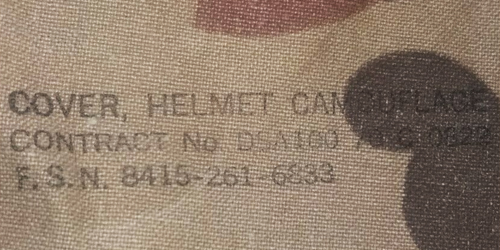 COVER, HELMET CAMOUFLAGE
CONTRACT No DSA100
F. S. N. 8415-261-6833